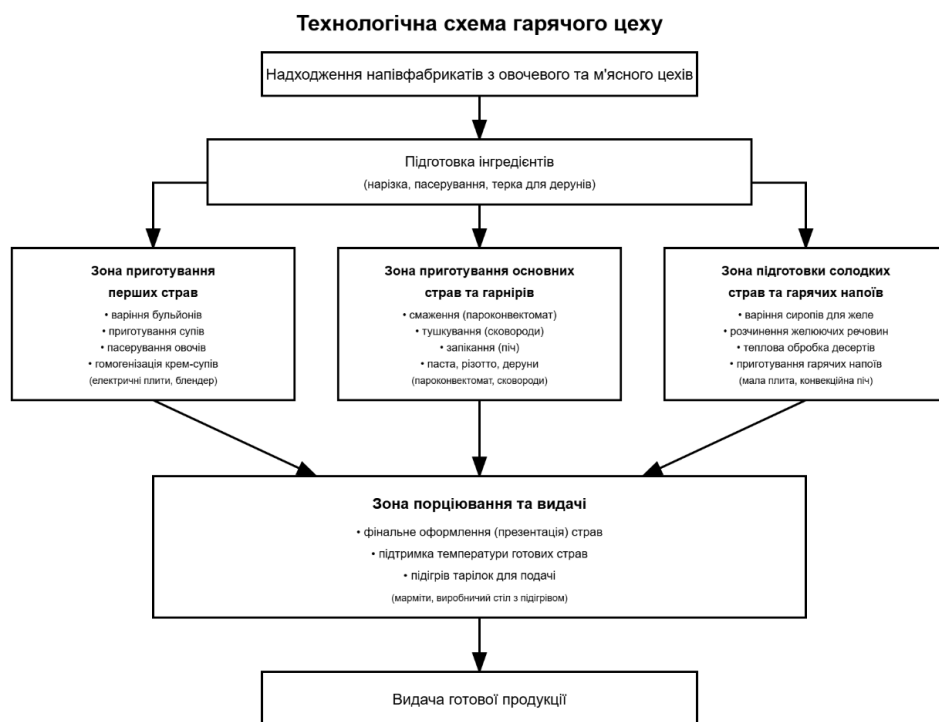 Технологічна схема гарячого цеху
Надходження напівфабрикатів з овочевого та м'ясного цехів
Підготовка інгредієнтів
(нарізка, пасерування, терка для дерунів)
Зона приготування
перших страв
• варіння бульйонів
• приготування супів
• пасерування овочів
• гомогенізація крем-супів
(електричні плити, блендер)
Зона приготування основних
страв та гарнірів
• смаження (пароконвектомат)
• тушкування (сковороди)
• запікання (піч)
• паста, різотто, деруни
(пароконвектомат, сковороди)
Зона підготовки солодких
страв та гарячих напоїв
• варіння сиропів для желе
• розчинення желюючих речовин
• теплова обробка десертів
• приготування гарячих напоїв
(мала плита, конвекційна піч)
Зона порціювання та видачі
• фінальне оформлення (презентація) страв
• підтримка температури готових страв
• підігрів тарілок для подачі
(марміти, виробничий стіл з підігрівом)
Видача готової продукції